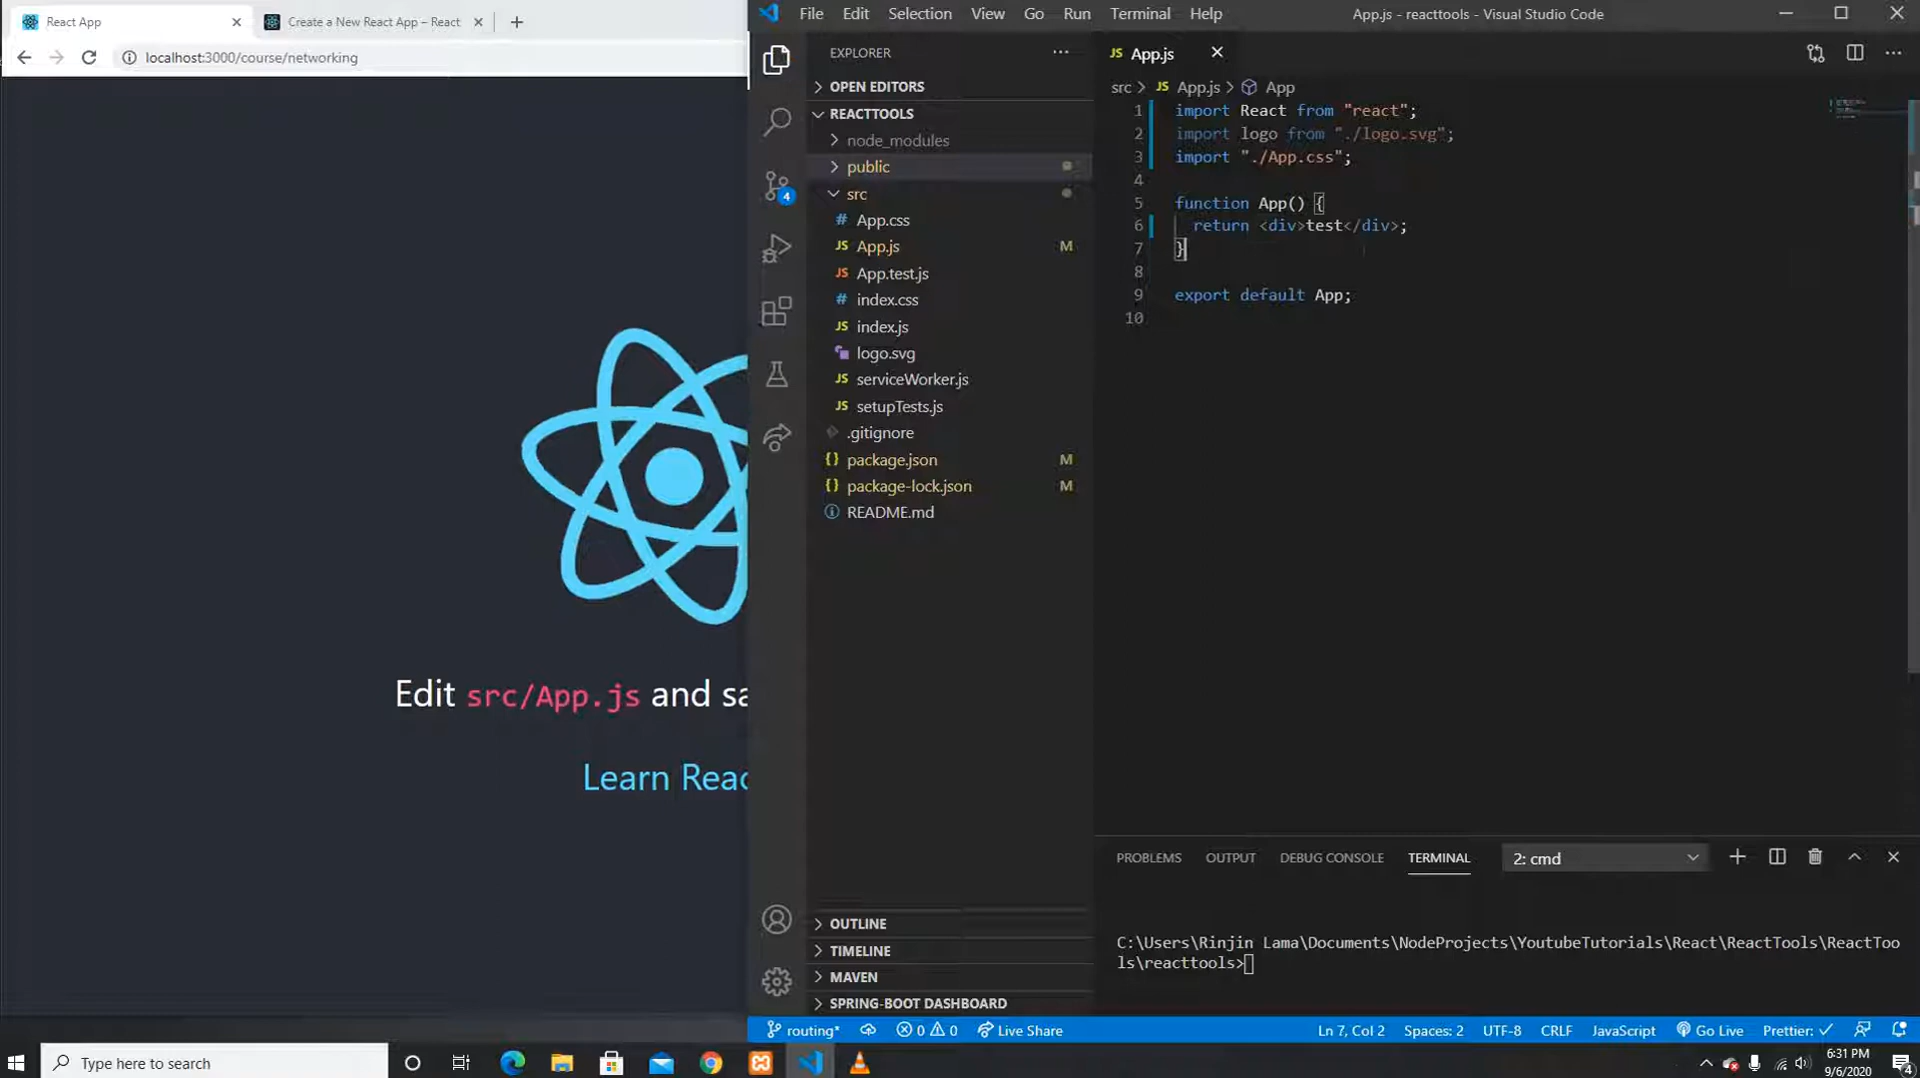 React App
Create a New React App – React
localhost:3000/course/networking
Edit src/App.js and sa
Learn Reac
File Edit Selection View Go Run Terminal Help
App.js - reacttools - Visual Studio Code
EXPLORER
OPEN EDITORS
REACTTOOLS
node_modules
public
src
App.css
App.js M
App.test.js
index.css
index.js
logo.svg
serviceWorker.js
setupTests.js
.gitignore
package.json M
package-lock.json M
README.md
OUTLINE
TIMELINE
MAVEN
SPRING-BOOT DASHBOARD
4
JS App.js
src > JS App.js > App
1 import React from "react";
2 import logo from "./logo.svg";
3 import "./App.css";
4
5 function App() {
6 return <div>test</div>;
7 }
8
9 export default App;
10
PROBLEMS OUTPUT DEBUG CONSOLE TERMINAL 2: cmd
C:\Users\Rinjin Lama\Documents\NodeProjects\YoutubeTutorials\React\ReactTools\ReactToo
ls\reacttools>
routing* 0 0 Live Share Ln 7, Col 2 Spaces: 2 UTF-8 CRLF JavaScript Go Live Prettier: ✓
Type here to search
6:31 PM
9/6/2020
4